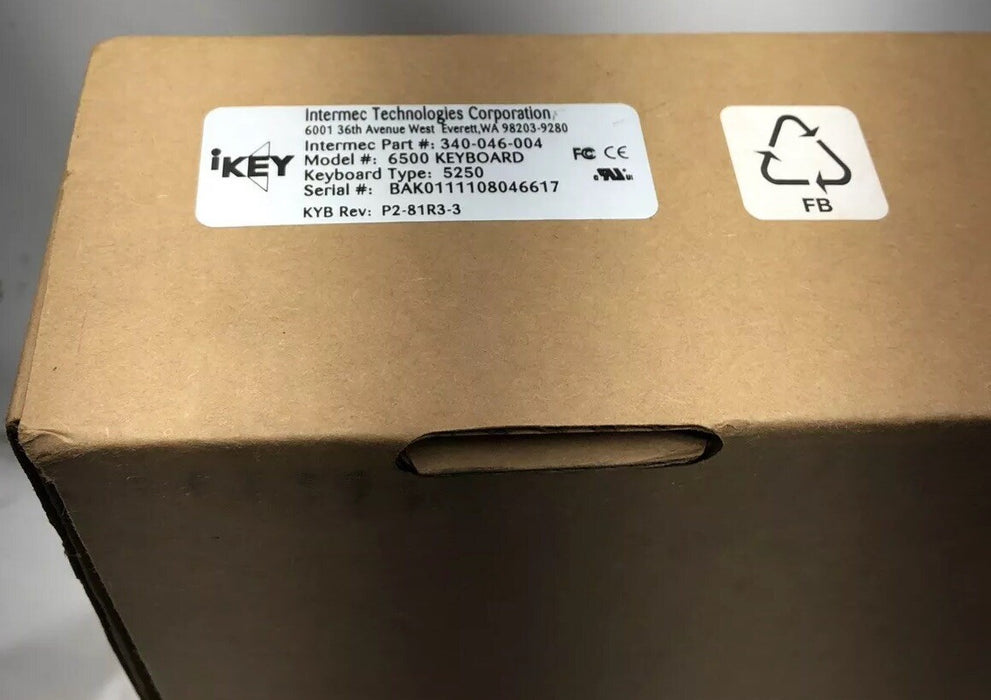 iKEY
Intermec Technologies Corporation
6001 36th Avenue West Everett,WA 98203-9280
Intermec Part #: 340-046-004
Model #: 6500 KEYBOARD
Keyboard Type: 5250
Serial #: BAK0111108046617
KYB Rev: P2-81R3-3
FC CE
FB